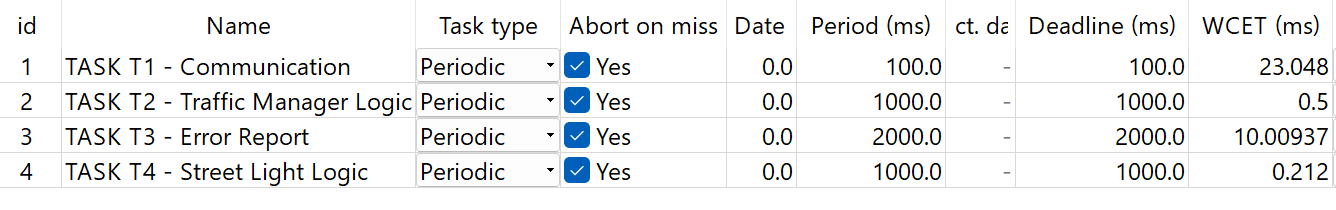 id Name Task type Abort on miss Date Period (ms) ct. da Deadline (ms) WCET (ms)
1 TASK T1 - Communication Periodic Yes 0.0 100.0 - 100.0 23.048
2 TASK T2 - Traffic Manager Logic Periodic Yes 0.0 1000.0 - 1000.0 0.5
3 TASK T3 - Error Report Periodic Yes 0.0 2000.0 - 2000.0 10.00937
4 TASK T4 - Street Light Logic Periodic Yes 0.0 1000.0 - 1000.0 0.212